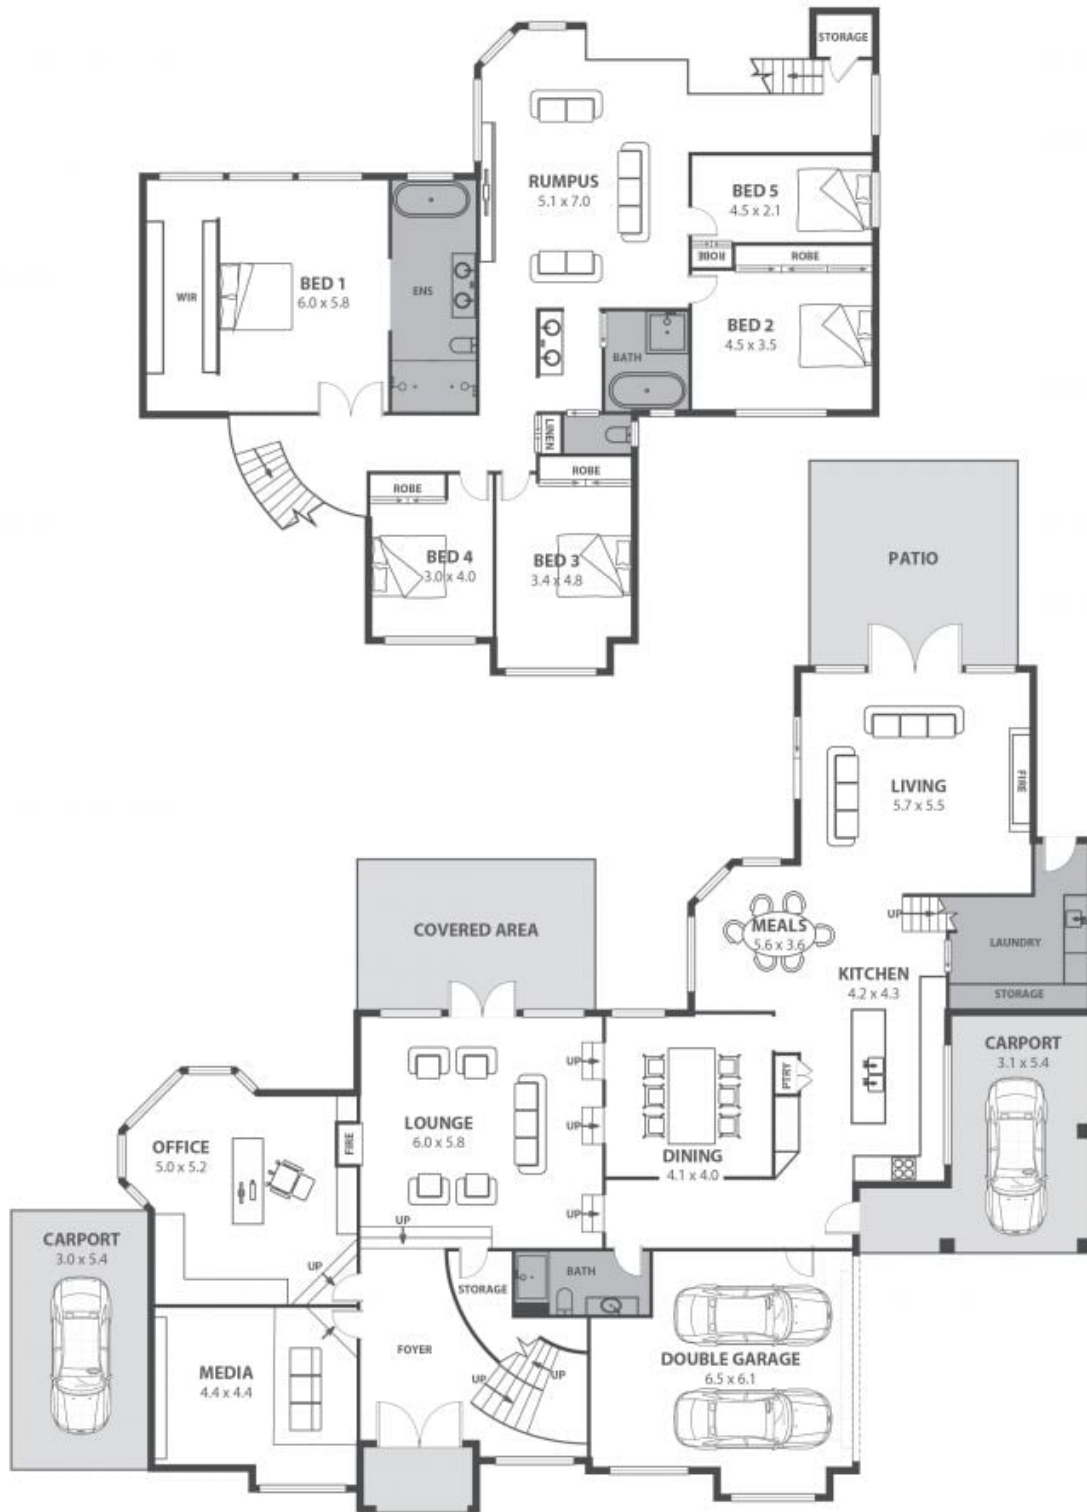 STORAGE
RUMPUS
5.1 x 7.0
BED 5
4.5 x 2.1
ROBE
ROBE
WIR
BED 1
6.0 x 5.8
ENS
BED 2
4.5 x 3.5
BATH
LINEN
ROBE
ROBE
BED 4
3.0 x 4.0
BED 3
3.4 x 4.8
PATIO
LIVING
5.7 x 5.5
FIRE
UP
MEALS
5.6 x 3.6
LAUNDRY
COVERED AREA
KITCHEN
4.2 x 4.3
STORAGE
CARPORT
3.1 x 5.4
UP
PTRY
LOUNGE
6.0 x 5.8
UP
OFFICE
5.0 x 5.2
FIRE
DINING
4.1 x 4.0
UP
UP
CARPORT
3.0 x 5.4
UP
STORAGE
BATH
FOYER
MEDIA
4.4 x 4.4
UP
UP
DOUBLE GARAGE
6.5 x 6.1